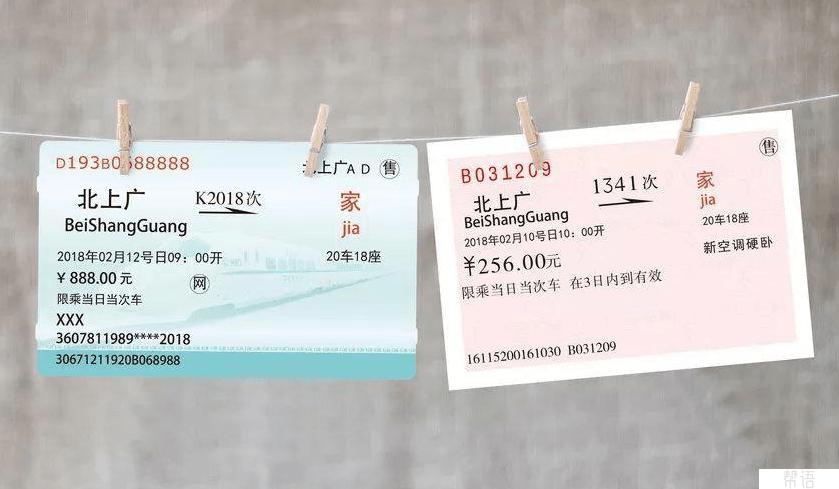 D193B0688888
北上广AD 售
北上广 K2018次 家
BeiShangGuang jia
2018年02月12号日09：00开 20车18座
￥888.00元 网
限乘当日当次车
XXX
3607811989****2018
30671211920B068988
B031209 售
北上广 1341次 家
BeiShangGuang jia
2018年02月10号日10：00开 20车18座
¥256.00元 新空调硬卧
限乘当日当次车 在3日内到有效
16115200161030 B031209
帮语